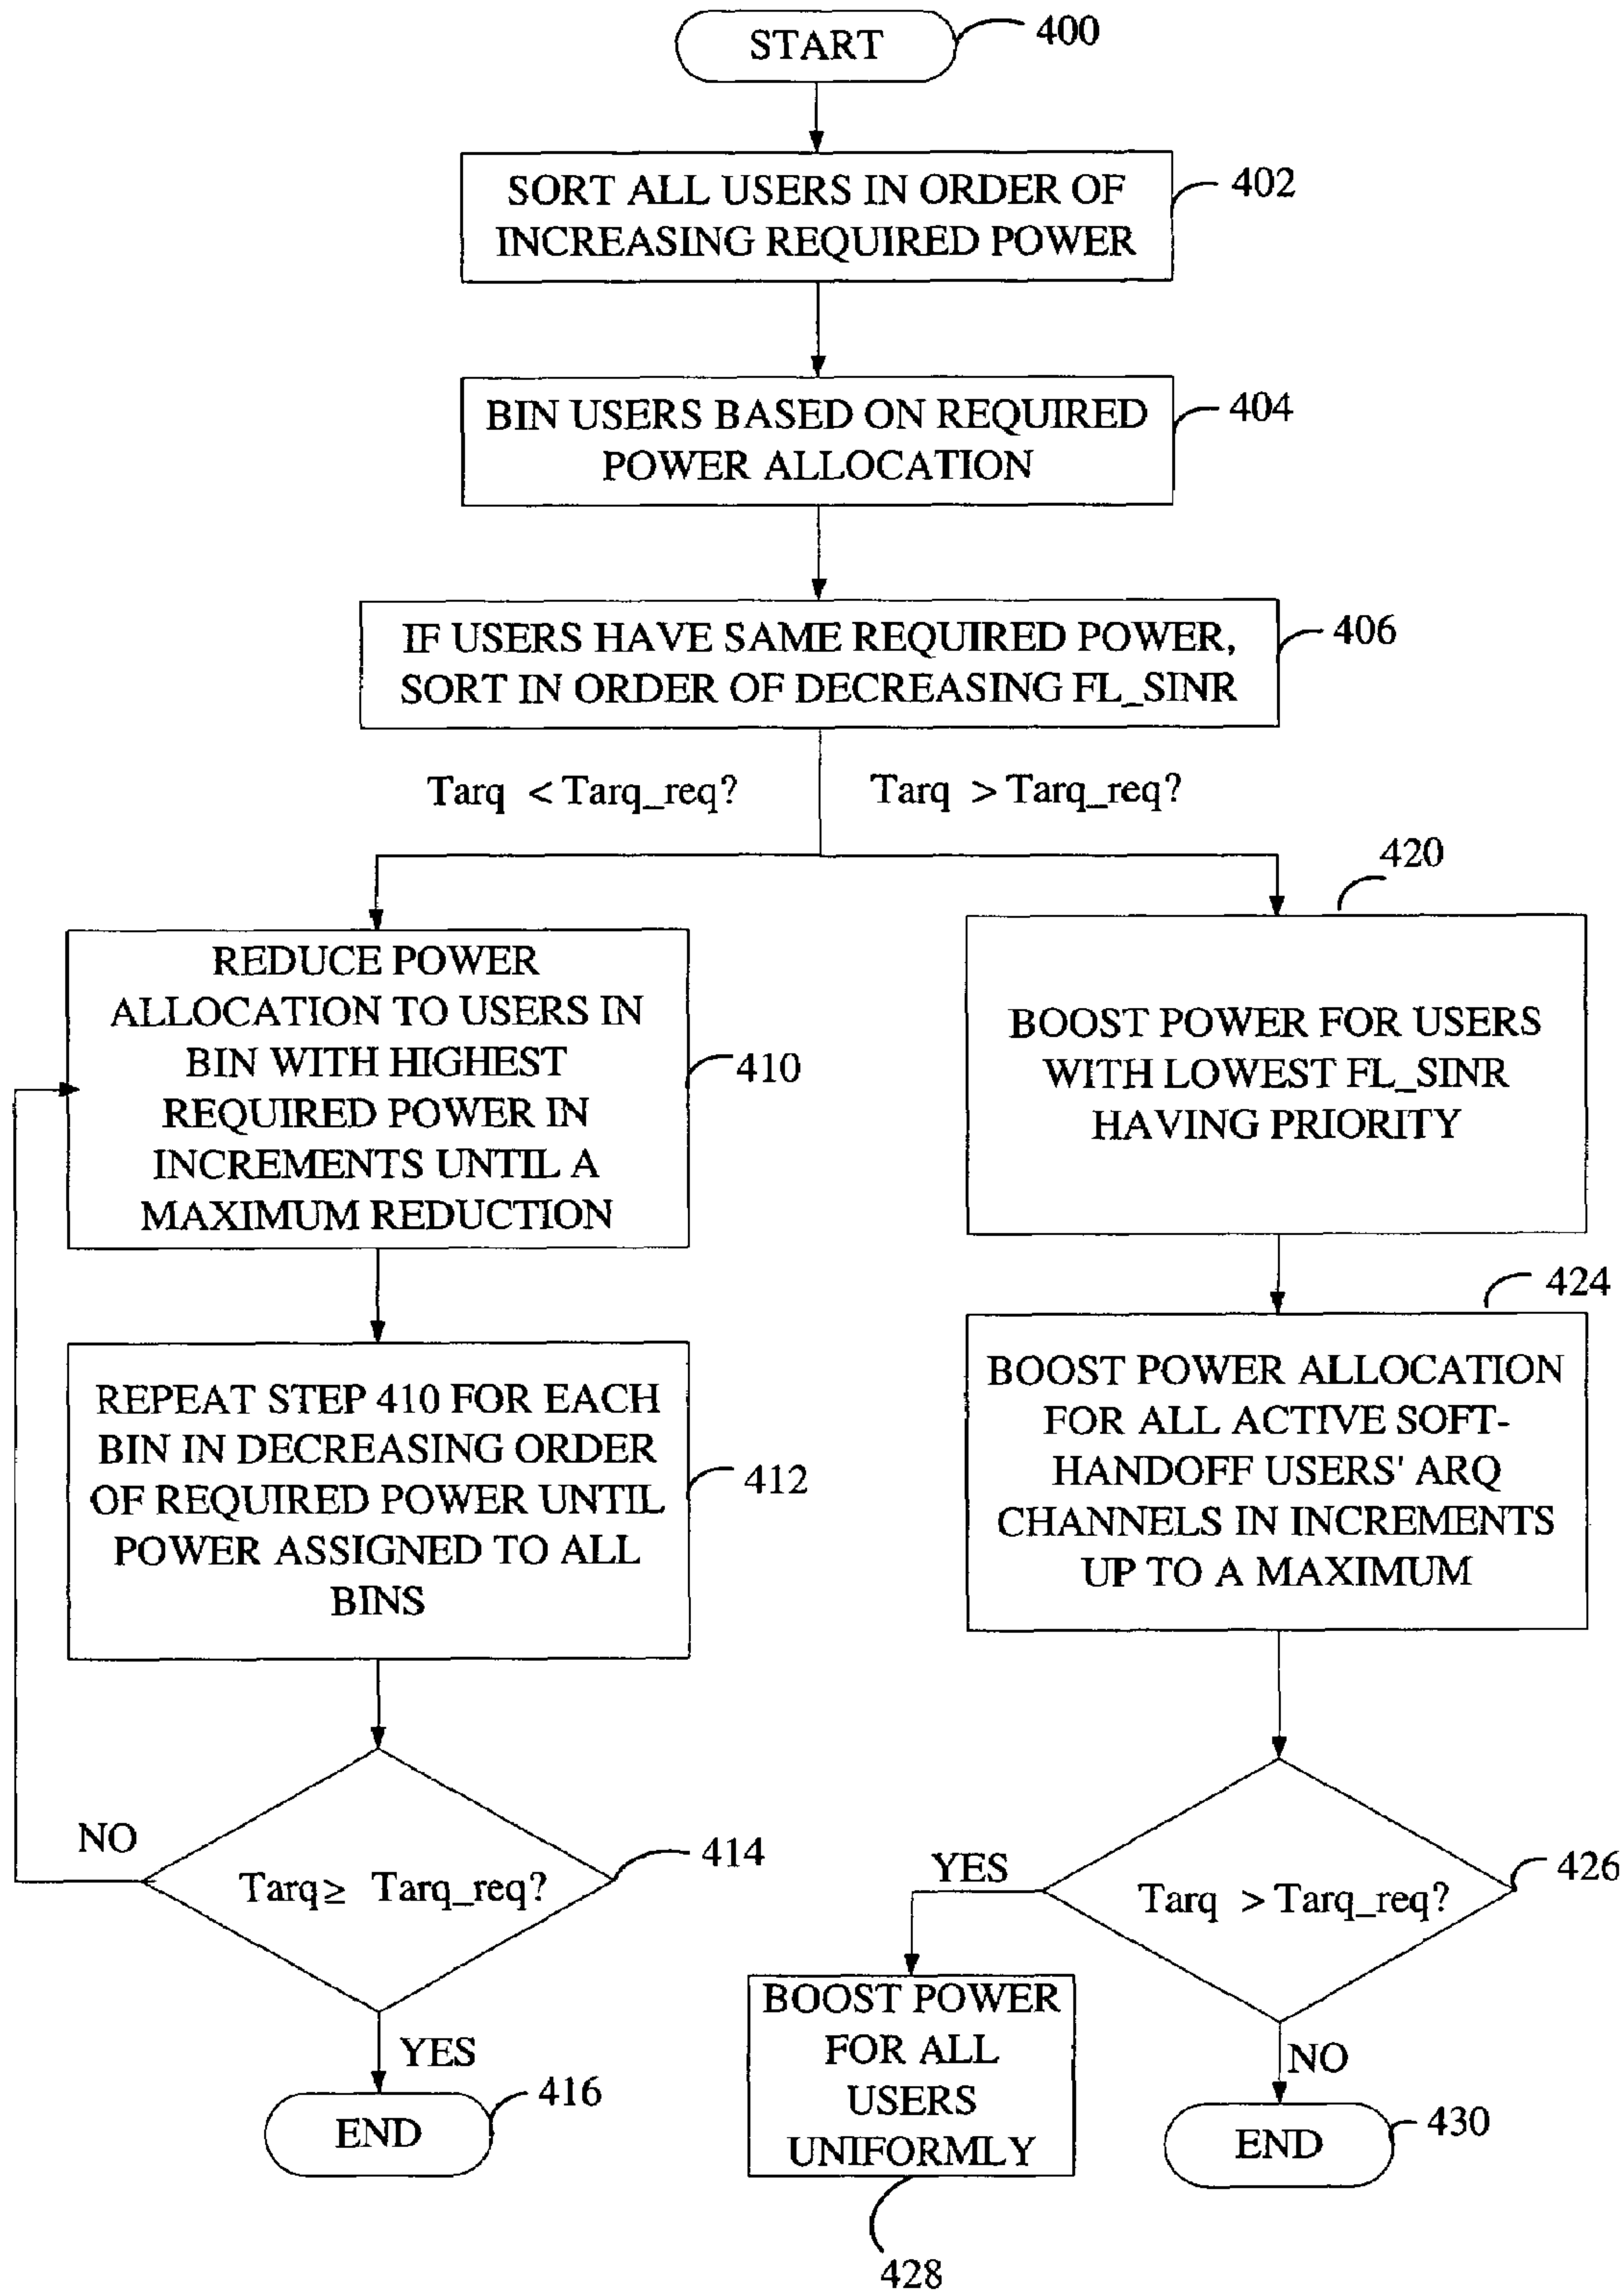 START
400
SORT ALL USERS IN ORDER OF
INCREASING REQUIRED POWER
402
BIN USERS BASED ON REQUIRED
POWER ALLOCATION
404
IF USERS HAVE SAME REQUIRED POWER,
SORT IN ORDER OF DECREASING FL_SINR
406
Tarq < Tarq_req?
Tarq > Tarq_req?
REDUCE POWER
ALLOCATION TO USERS IN
BIN WITH HIGHEST
REQUIRED POWER IN
INCREMENTS UNTIL A
MAXIMUM REDUCTION
410
REPEAT STEP 410 FOR EACH
BIN IN DECREASING ORDER
OF REQUIRED POWER UNTIL
POWER ASSIGNED TO ALL
BINS
412
Tarq≥ Tarq_req?
414
NO
YES
END
416
420
BOOST POWER FOR USERS
WITH LOWEST FL_SINR
HAVING PRIORITY
424
BOOST POWER ALLOCATION
FOR ALL ACTIVE SOFT-
HANDOFF USERS' ARQ
CHANNELS IN INCREMENTS
UP TO A MAXIMUM
Tarq > Tarq_req?
426
YES
BOOST POWER
FOR ALL
USERS
UNIFORMLY
428
NO
END
430